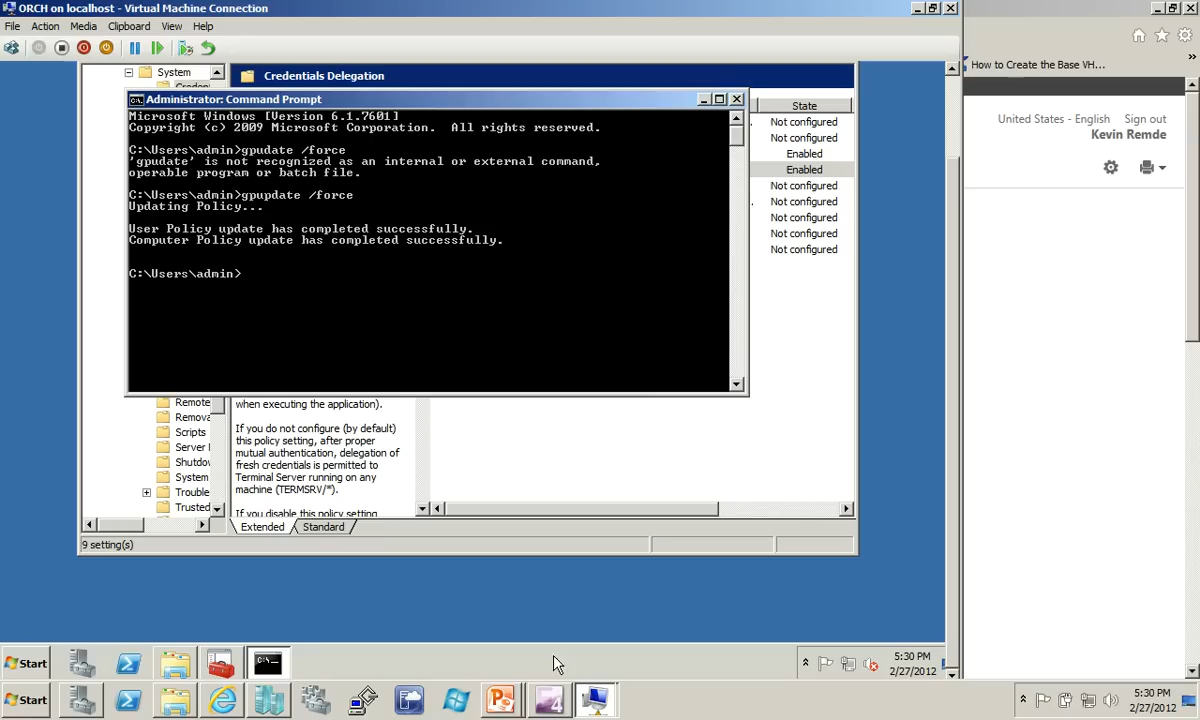 ORCH on localhost - Virtual Machine Connection
File Action Media Clipboard View Help
How to Create the Base VH...
United States - English Sign out
Kevin Remde
System
Credentials Delegation
State
Not configured
Not configured
Enabled
Enabled
Not configured
Not configured
Not configured
Not configured
Not configured
Administrator: Command Prompt
Microsoft Windows [Version 6.1.7601]
Copyright (c) 2009 Microsoft Corporation. All rights reserved.
C:\Users\admin>gpudate /force
'gpudate' is not recognized as an internal or external command,
operable program or batch file.
C:\Users\admin>gpupdate /force
Updating Policy...
User Policy update has completed successfully.
Computer Policy update has completed successfully.
C:\Users\admin>
Remote
Remova
Scripts
Server
Shutdo
System
Trouble
Trusted
when executing the application).
If you do not configure (by default)
this policy setting, after proper
mutual authentication, delegation of
fresh credentials is permitted to
Terminal Server running on any
machine (TERMSRV/*).
If you disable this policy setting
Extended Standard
9 setting(s)
Start
5:30 PM
2/27/2012
Start
5:30 PM
2/27/2012